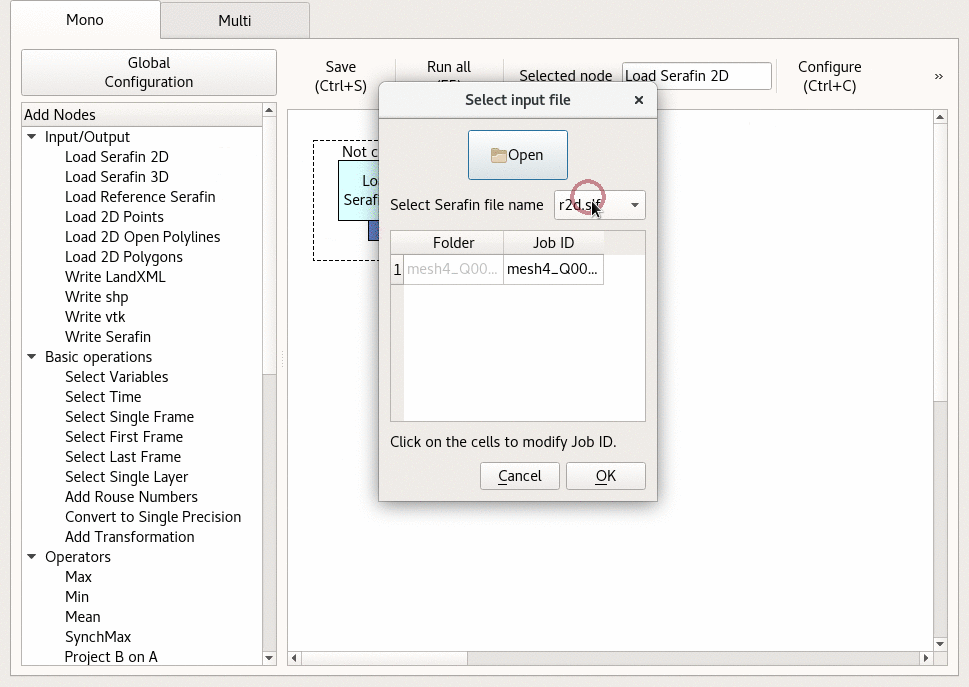 Mono
Multi
Global
Configuration
Save
(Ctrl+S)
Run all
Selected node
Load Serafin 2D
Configure
(Ctrl+C)
»
Add Nodes
Input/Output
Load Serafin 2D
Load Serafin 3D
Load Reference Serafin
Load 2D Points
Load 2D Open Polylines
Load 2D Polygons
Write LandXML
Write shp
Write vtk
Write Serafin
Basic operations
Select Variables
Select Time
Select Single Frame
Select First Frame
Select Last Frame
Select Single Layer
Add Rouse Numbers
Convert to Single Precision
Add Transformation
Operators
Max
Min
Mean
SynchMax
Project B on A
Not c
Lo
Seraf
Select input file
Open
Select Serafin file name
r2d.slf
Folder
Job ID
1
mesh4_Q00...
mesh4_Q00...
Click on the cells to modify Job ID.
Cancel
OK